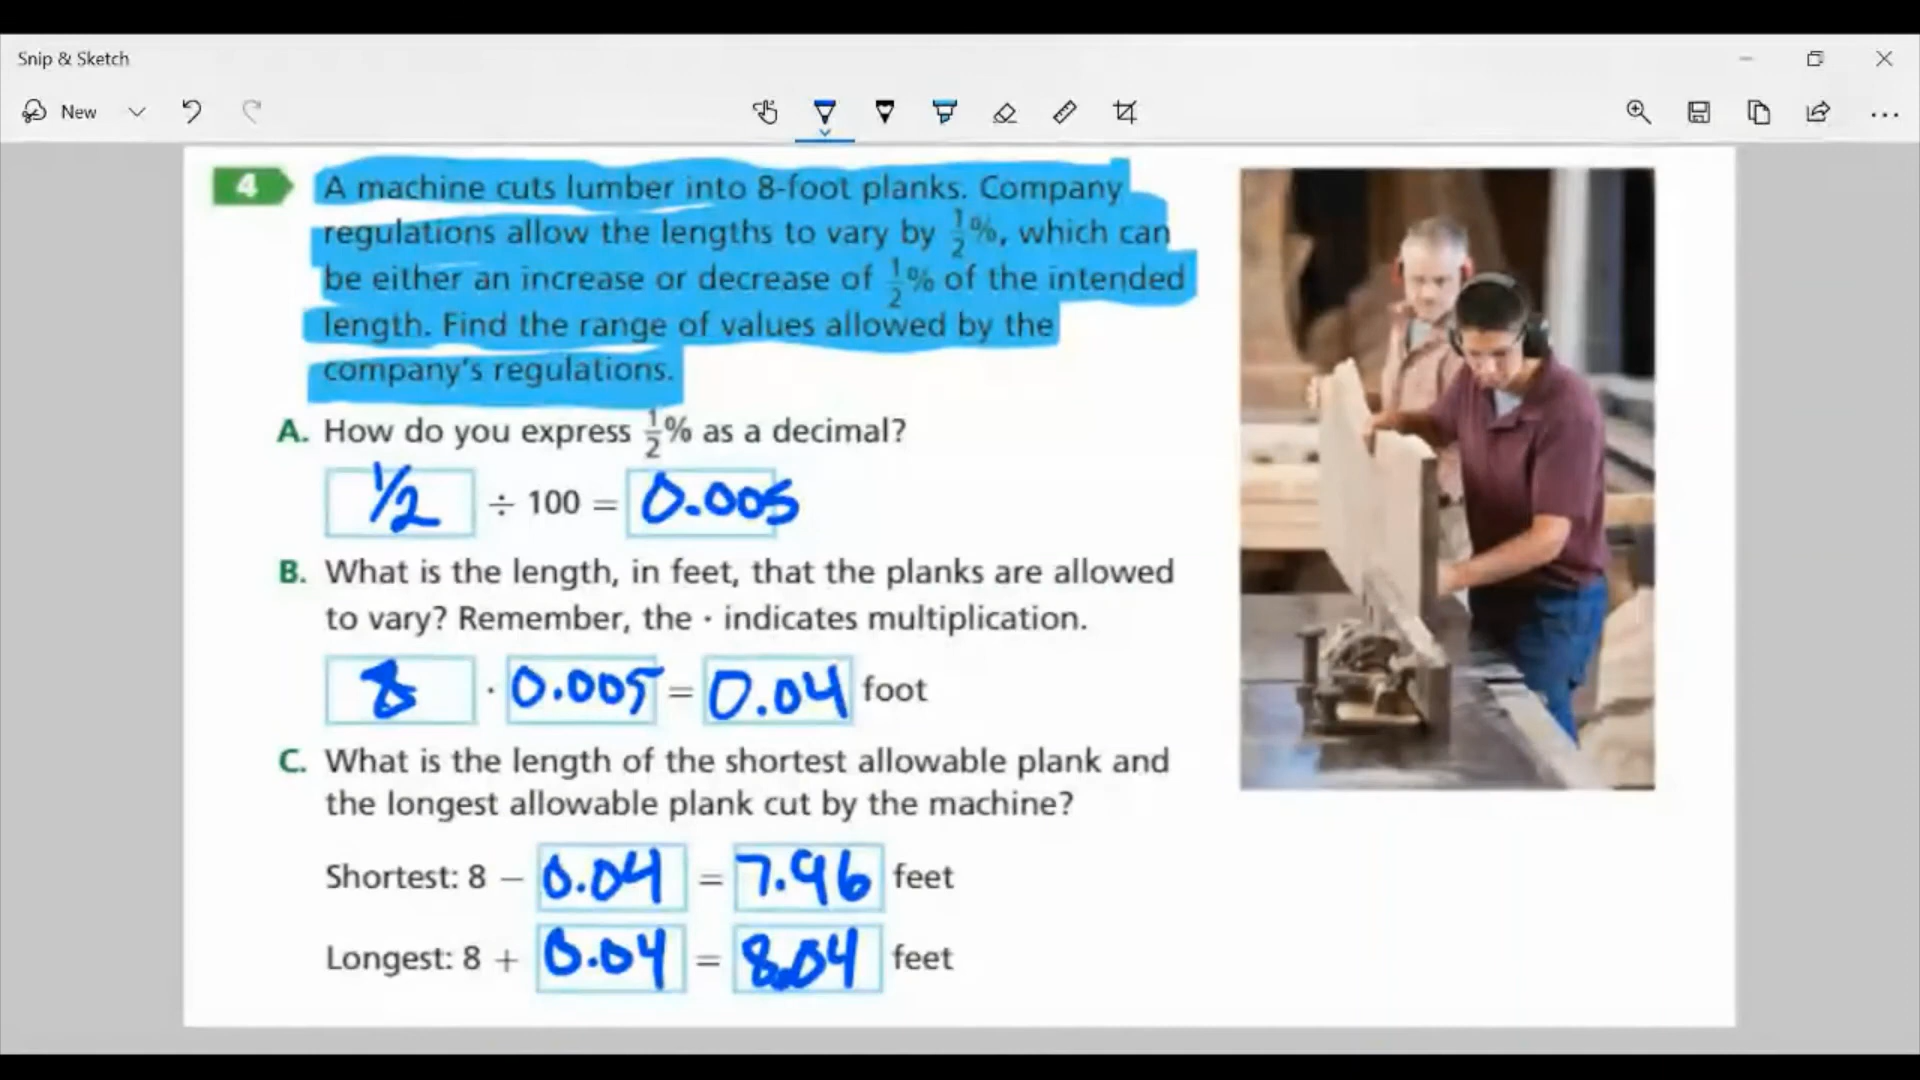 Snip & Sketch
New
4
A machine cuts lumber into 8-foot planks. Company
regulations allow the lengths to vary by 1/2%, which can
be either an increase or decrease of 1/2% of the intended
length. Find the range of values allowed by the
company's regulations.
A. How do you express 1/2% as a decimal?
1/2 ÷ 100 = 0.005
B. What is the length, in feet, that the planks are allowed
to vary? Remember, the · indicates multiplication.
8 · 0.005 = 0.04 foot
C. What is the length of the shortest allowable plank and
the longest allowable plank cut by the machine?
Shortest: 8 − 0.04 = 7.96 feet
Longest: 8 + 0.04 = 8.04 feet